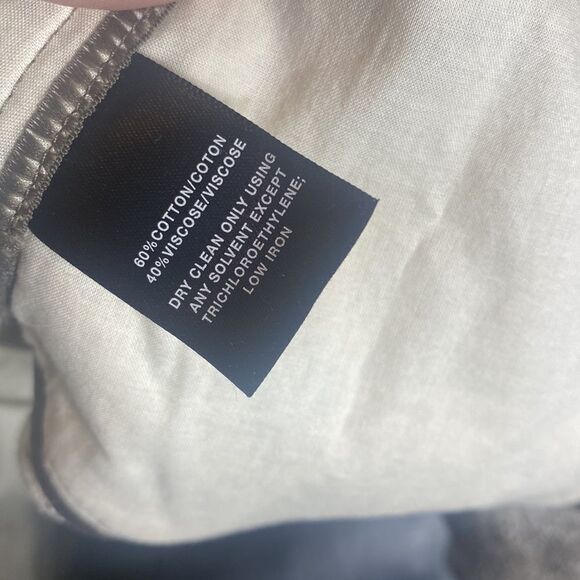 60%COTTON/COTON
40%VISCOSE/VISCOSE
DRY CLEAN ONLY USING
ANY SOLVENT EXCEPT
TRICHLOROETHYLENE;
LOW IRON